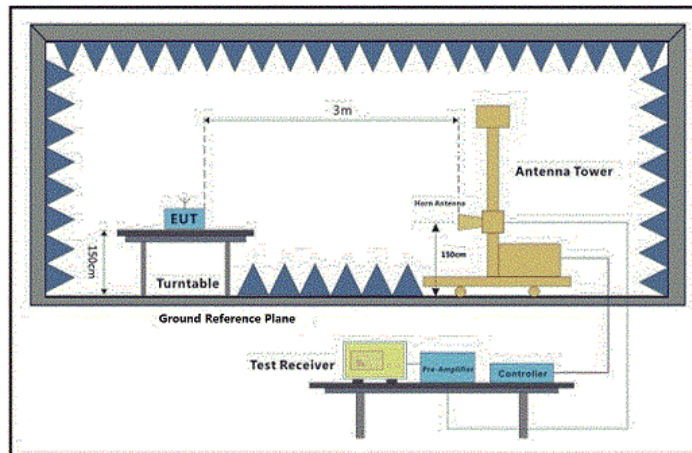 3m
Antenna Tower
Horn Antenna
EUT
150cm
150cm
Turntable
Ground Reference Plane
Test Receiver
Pre-Amplifier
Controller